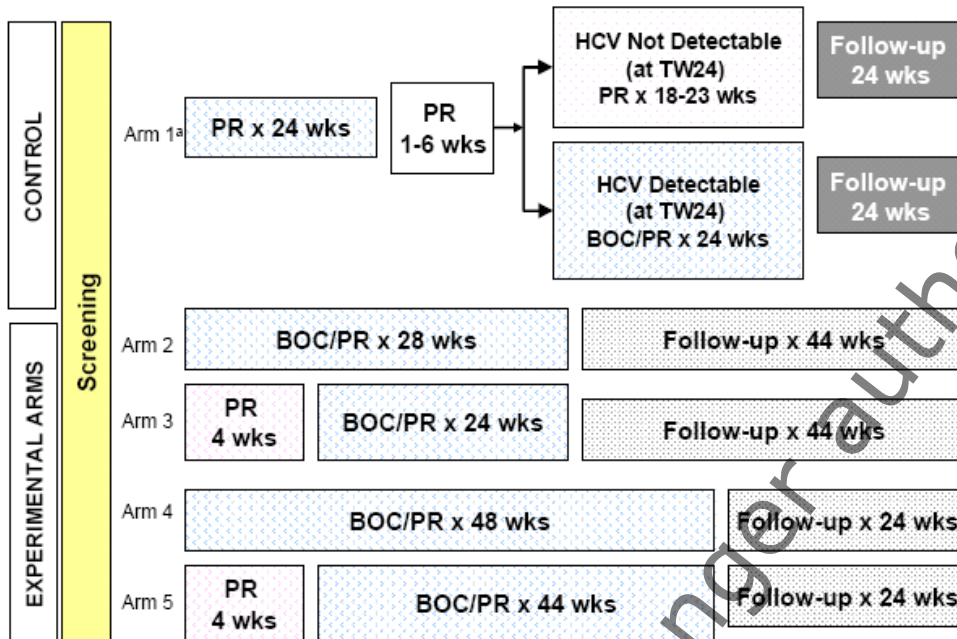 CONTROL
EXPERIMENTAL ARMS
Screening
Arm 1a
PR x 24 wks
PR
1-6 wks
HCV Not Detectable
(at TW24)
PR x 18-23 wks
Follow-up
24 wks
HCV Detectable
(at TW24)
BOC/PR x 24 wks
Follow-up
24 wks
Arm 2
BOC/PR x 28 wks
Follow-up x 44 wks
Arm 3
PR
4 wks
BOC/PR x 24 wks
Follow-up x 44 wks
Arm 4
BOC/PR x 48 wks
Follow-up x 24 wks
Arm 5
PR
4 wks
BOC/PR x 44 wks
Follow-up x 24 wks